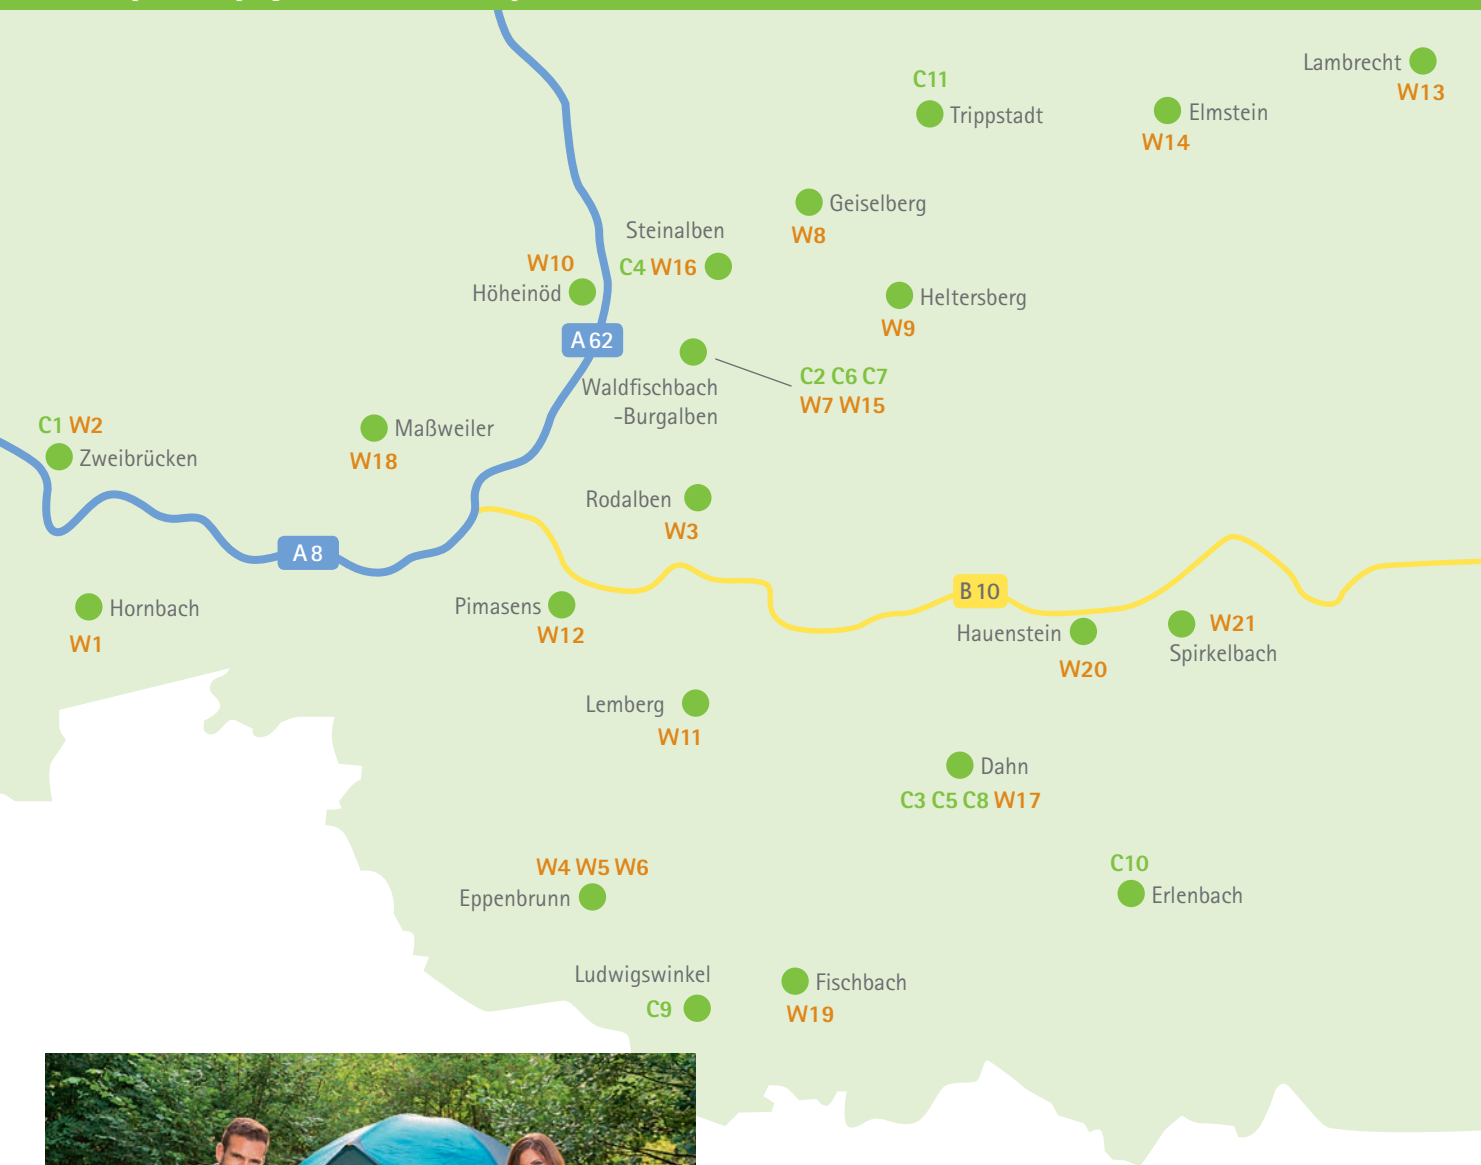 Lambrecht
W13
C11
Trippstadt
Elmstein
W14
Geiselberg
W8
Steinalben
C4 W16
W10
Höheinöd
Heltersberg
W9
A 62
Waldfischbach
-Burgalben
C2 C6 C7
W7 W15
C1 W2
Zweibrücken
Maßweiler
W18
Rodalben
W3
A 8
B 10
Hornbach
W1
Pimasens
W12
Hauenstein
W20
W21
Spirkelbach
Lemberg
W11
Dahn
C3 C5 C8 W17
W4 W5 W6
Eppenbrunn
C10
Erlenbach
Ludwigswinkel
C9
Fischbach
W19